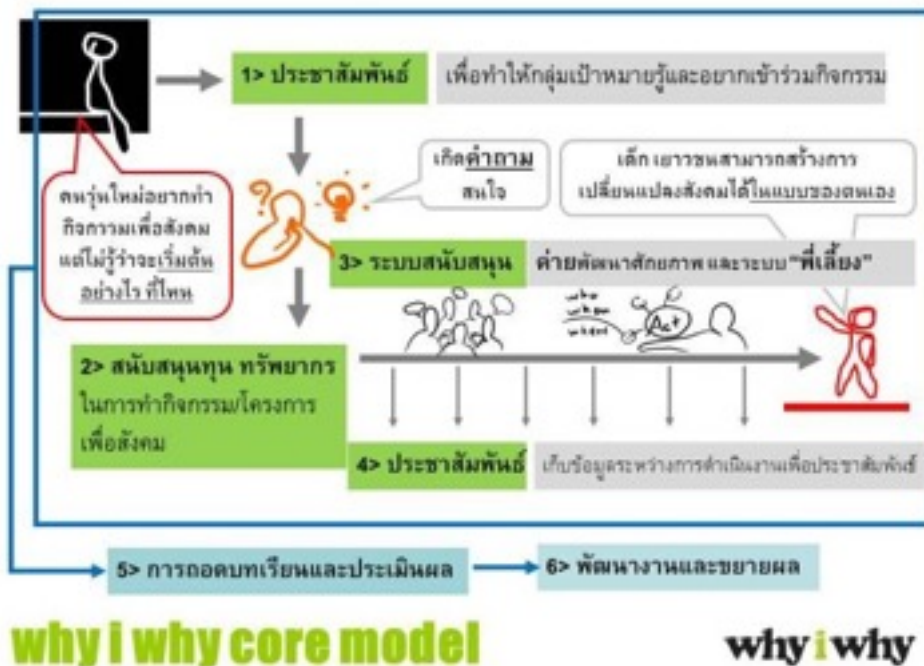 1> ประชาสัมพันธ์
เพื่อทำให้กลุ่มเป้าหมายรู้และอยากเข้าร่วมกิจกรรม
คนรุ่นใหม่อยากทำ
กิจกรรมเพื่อสังคม
แต่ไม่รู้ว่าจะเริ่มต้น
อย่างไร ที่ไหน
?
เกิดคำถาม
สนใจ
เด็ก เยาวชนสามารถสร้างการ
เปลี่ยนแปลงสังคมได้ในแบบของตนเอง
3> ระบบสนับสนุน
ค่ายพัฒนาศักยภาพ และระบบ "พี่เลี้ยง"
who
when
Act
2> สนับสนุนทุน ทรัพยากร
ในการทำกิจกรรม/โครงการ
เพื่อสังคม
4> ประชาสัมพันธ์
เก็บข้อมูลระหว่างการดำเนินงานเพื่อประชาสัมพันธ์
5> การถอดบทเรียนและประเมินผล
6> พัฒนางานและขยายผล
why i why core model
why i why